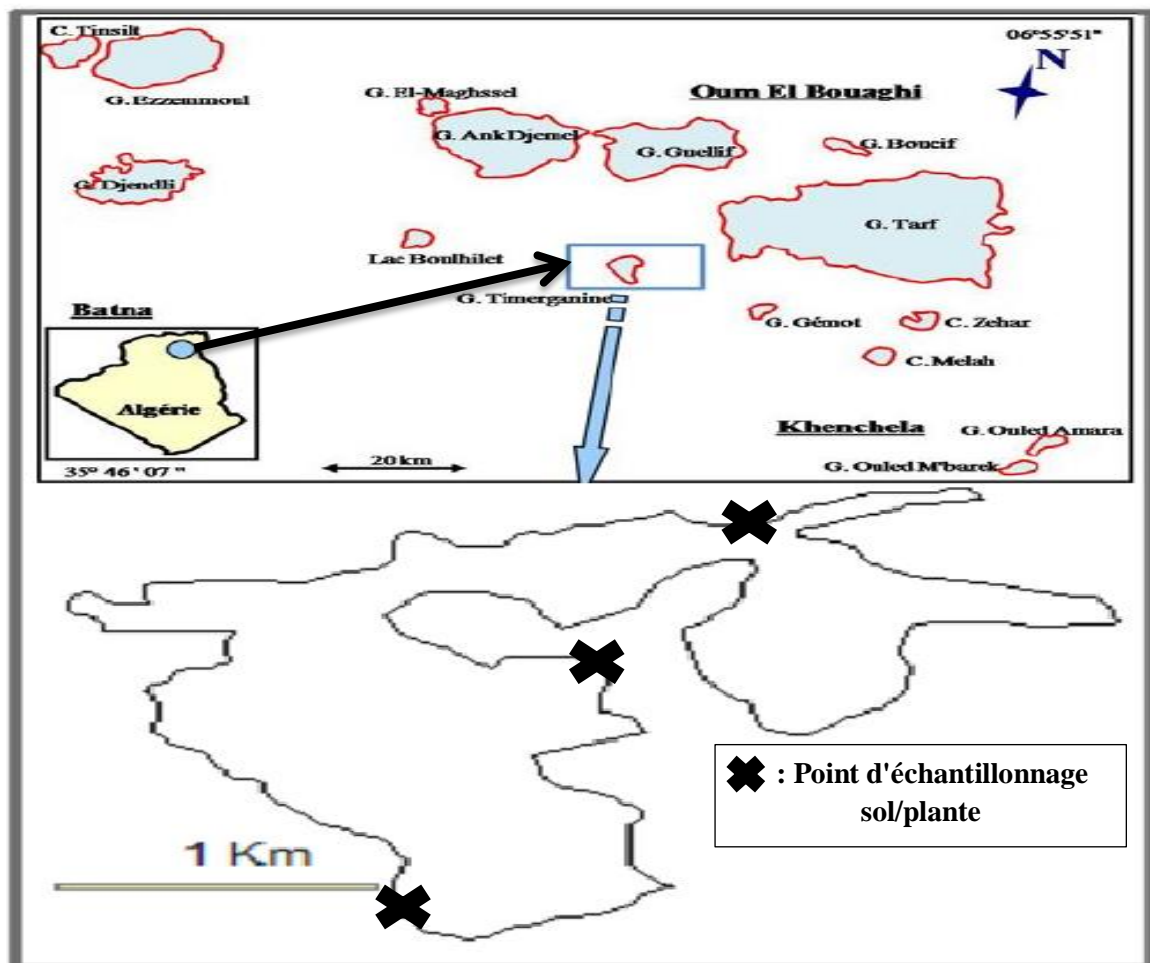 C. Tinsilt
06°55'51"
N
G. Ezzemmoul
G. El-Maghssel
Oum El Bouaghi
G. Ank Djemel
G. Guellif
G. Boucif
G. Djendli
G. Tarf
Lac Boulhilet
G. Timerganine
Batna
G. Gémot
C. Zehar
C. Melah
Algérie
Khenchela
G. Ouled Amara
20 km
G. Ouled M'barek
35° 46 ' 07 "
: Point d'échantillonnage
sol/plante
1 Km